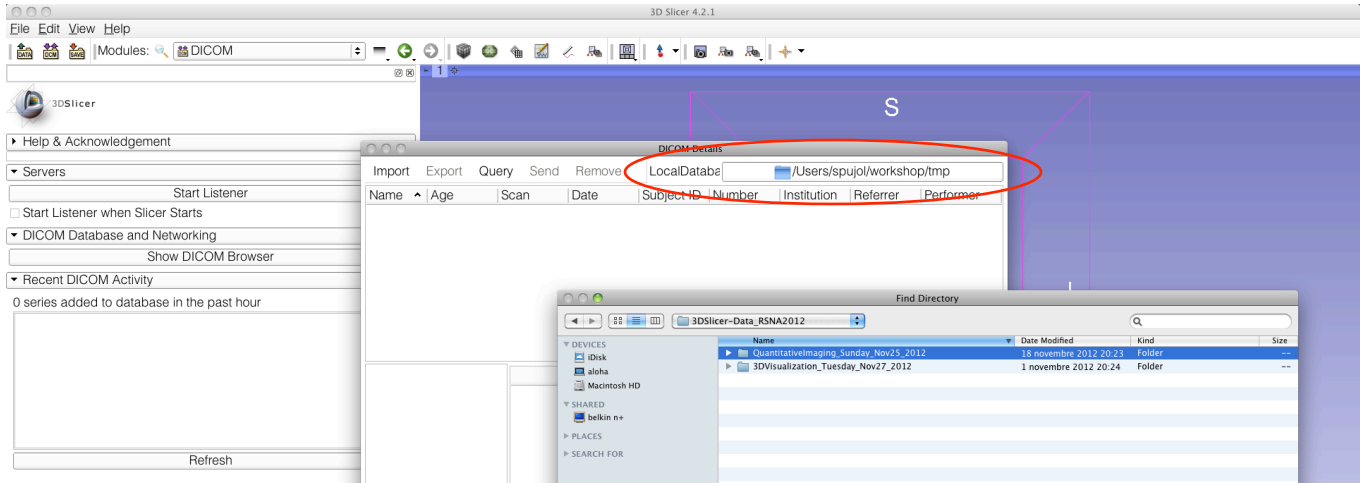 3D Slicer 4.2.1
File Edit View Help
DATA DCM SAVE Modules: DICOM
1
3DSlicer
S
Help & Acknowledgement
DICOM Details
Servers
Import Export Query Send Remove LocalDataba /Users/spujol/workshop/tmp
Start Listener
Name Age Scan Date Subject ID Number Institution Referrer Performer
Start Listener when Slicer Starts
DICOM Database and Networking
Show DICOM Browser
Recent DICOM Activity
0 series added to database in the past hour
Refresh
Find Directory
3DSlicer-Data_RSNA2012
DEVICES
iDisk
aloha
Macintosh HD
SHARED
belkin n+
PLACES
SEARCH FOR
Name Date Modified Kind Size
QuantitativeImaging_Sunday_Nov25_2012 18 novembre 2012 20:23 Folder --
3DVisualization_Tuesday_Nov27_2012 1 novembre 2012 20:24 Folder --